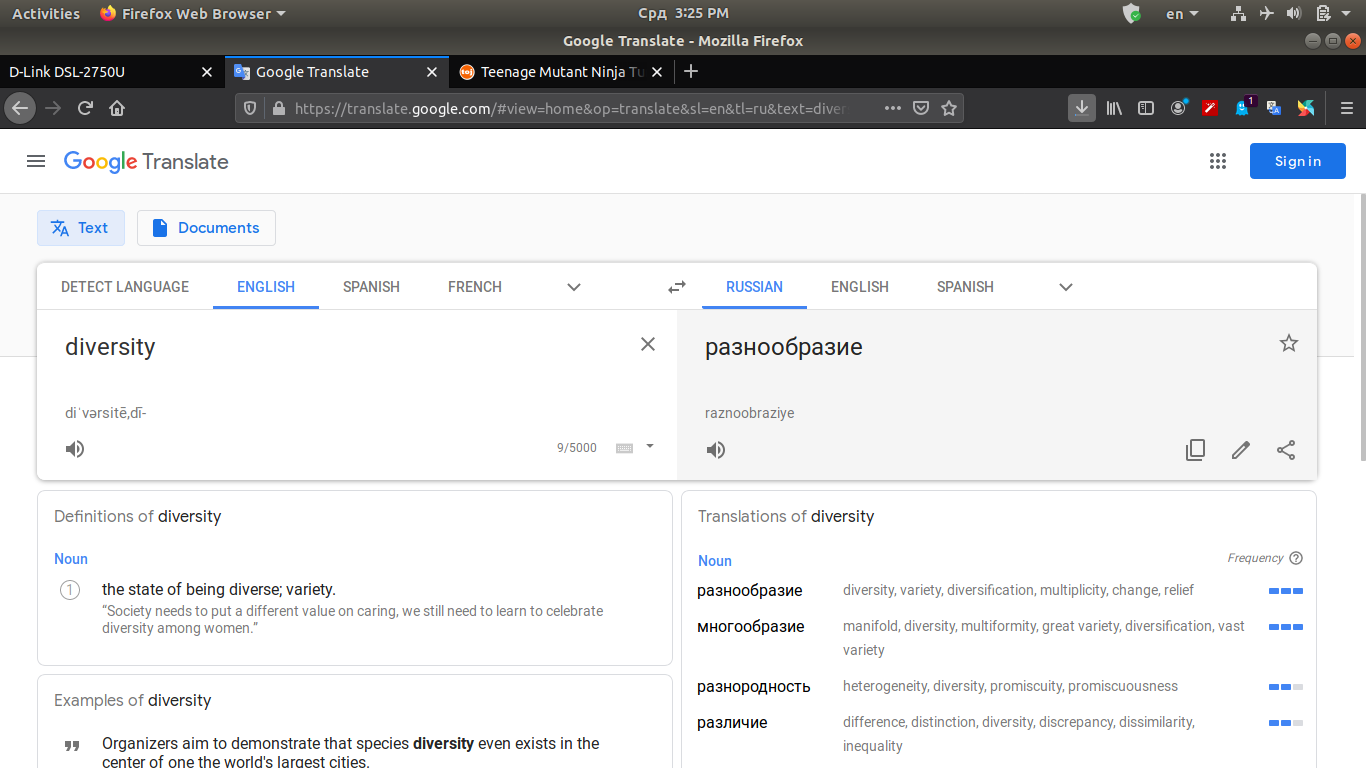 Activities Firefox Web Browser Срд 3:25 PM en
Google Translate - Mozilla Firefox
D-Link DSL-2750U Google Translate Teenage Mutant Ninja Tu
https://translate.google.com/#view=home&op=translate&sl=en&tl=ru&text=diver 1
Google Translate Sign in
Text Documents
DETECT LANGUAGE ENGLISH SPANISH FRENCH RUSSIAN ENGLISH SPANISH
diversity разнообразие
diˈvərsitē,dī- raznoobraziye
9/5000
Definitions of diversity
Noun
1 the state of being diverse; variety.
“Society needs to put a different value on caring, we still need to learn to celebrate
diversity among women.”
Examples of diversity
Organizers aim to demonstrate that species diversity even exists in the
center of one the world's largest cities.
Translations of diversity
Noun Frequency
разнообразие diversity, variety, diversification, multiplicity, change, relief
многообразие manifold, diversity, multiformity, great variety, diversification, vast
variety
разнородность heterogeneity, diversity, promiscuity, promiscuousness
различие difference, distinction, diversity, discrepancy, dissimilarity,
inequality